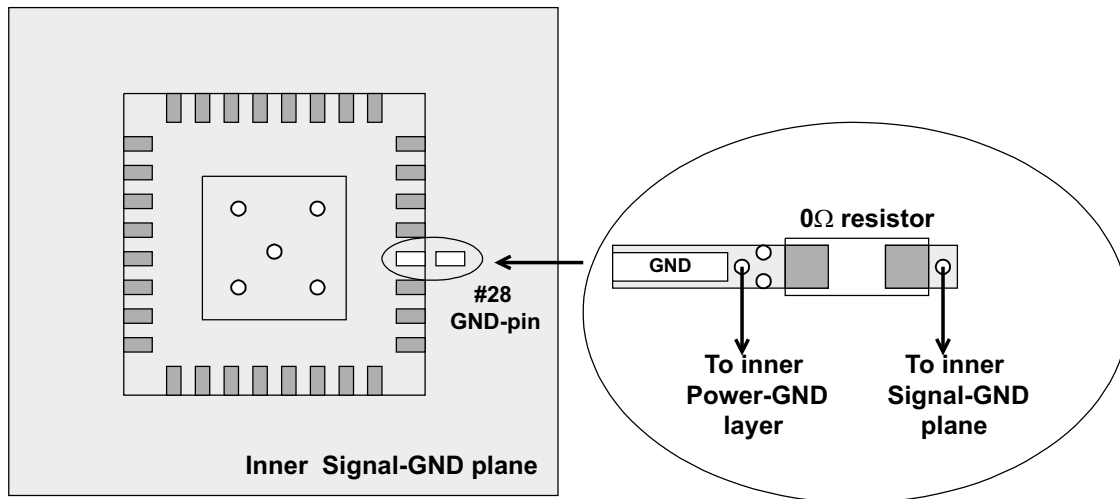 #28
GND-pin
Inner Signal-GND plane
0Ω resistor
GND
To inner
Power-GND
layer
To inner
Signal-GND
plane